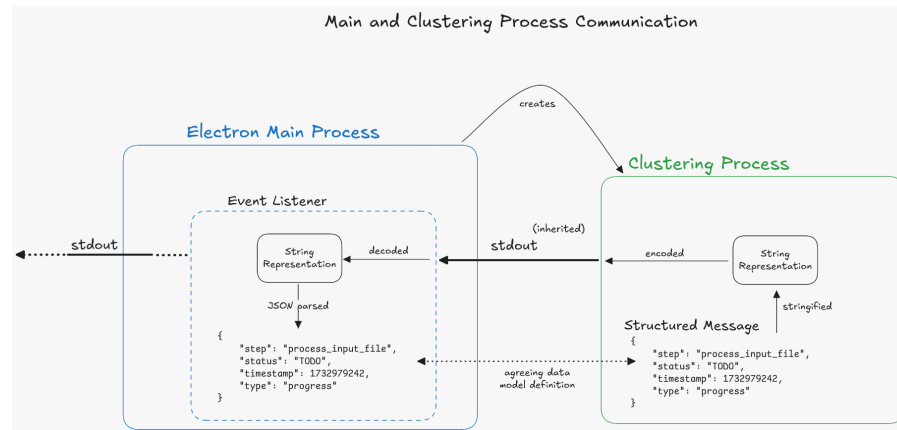 Main and Clustering Process Communication
creates
Electron Main Process
Clustering Process
Event Listener
stdout
String
Representation
decoded
(inherited)
stdout
encoded
String
Representation
JSON parsed
stringified
{
"step": "process_input_file",
"status": "TODO",
"timestamp": 1732979242,
"type": "progress"
}
agreeing data
model definition
Structured Message
{
"step": "process_input_file",
"status": "TODO",
"timestamp": 1732979242,
"type": "progress"
}